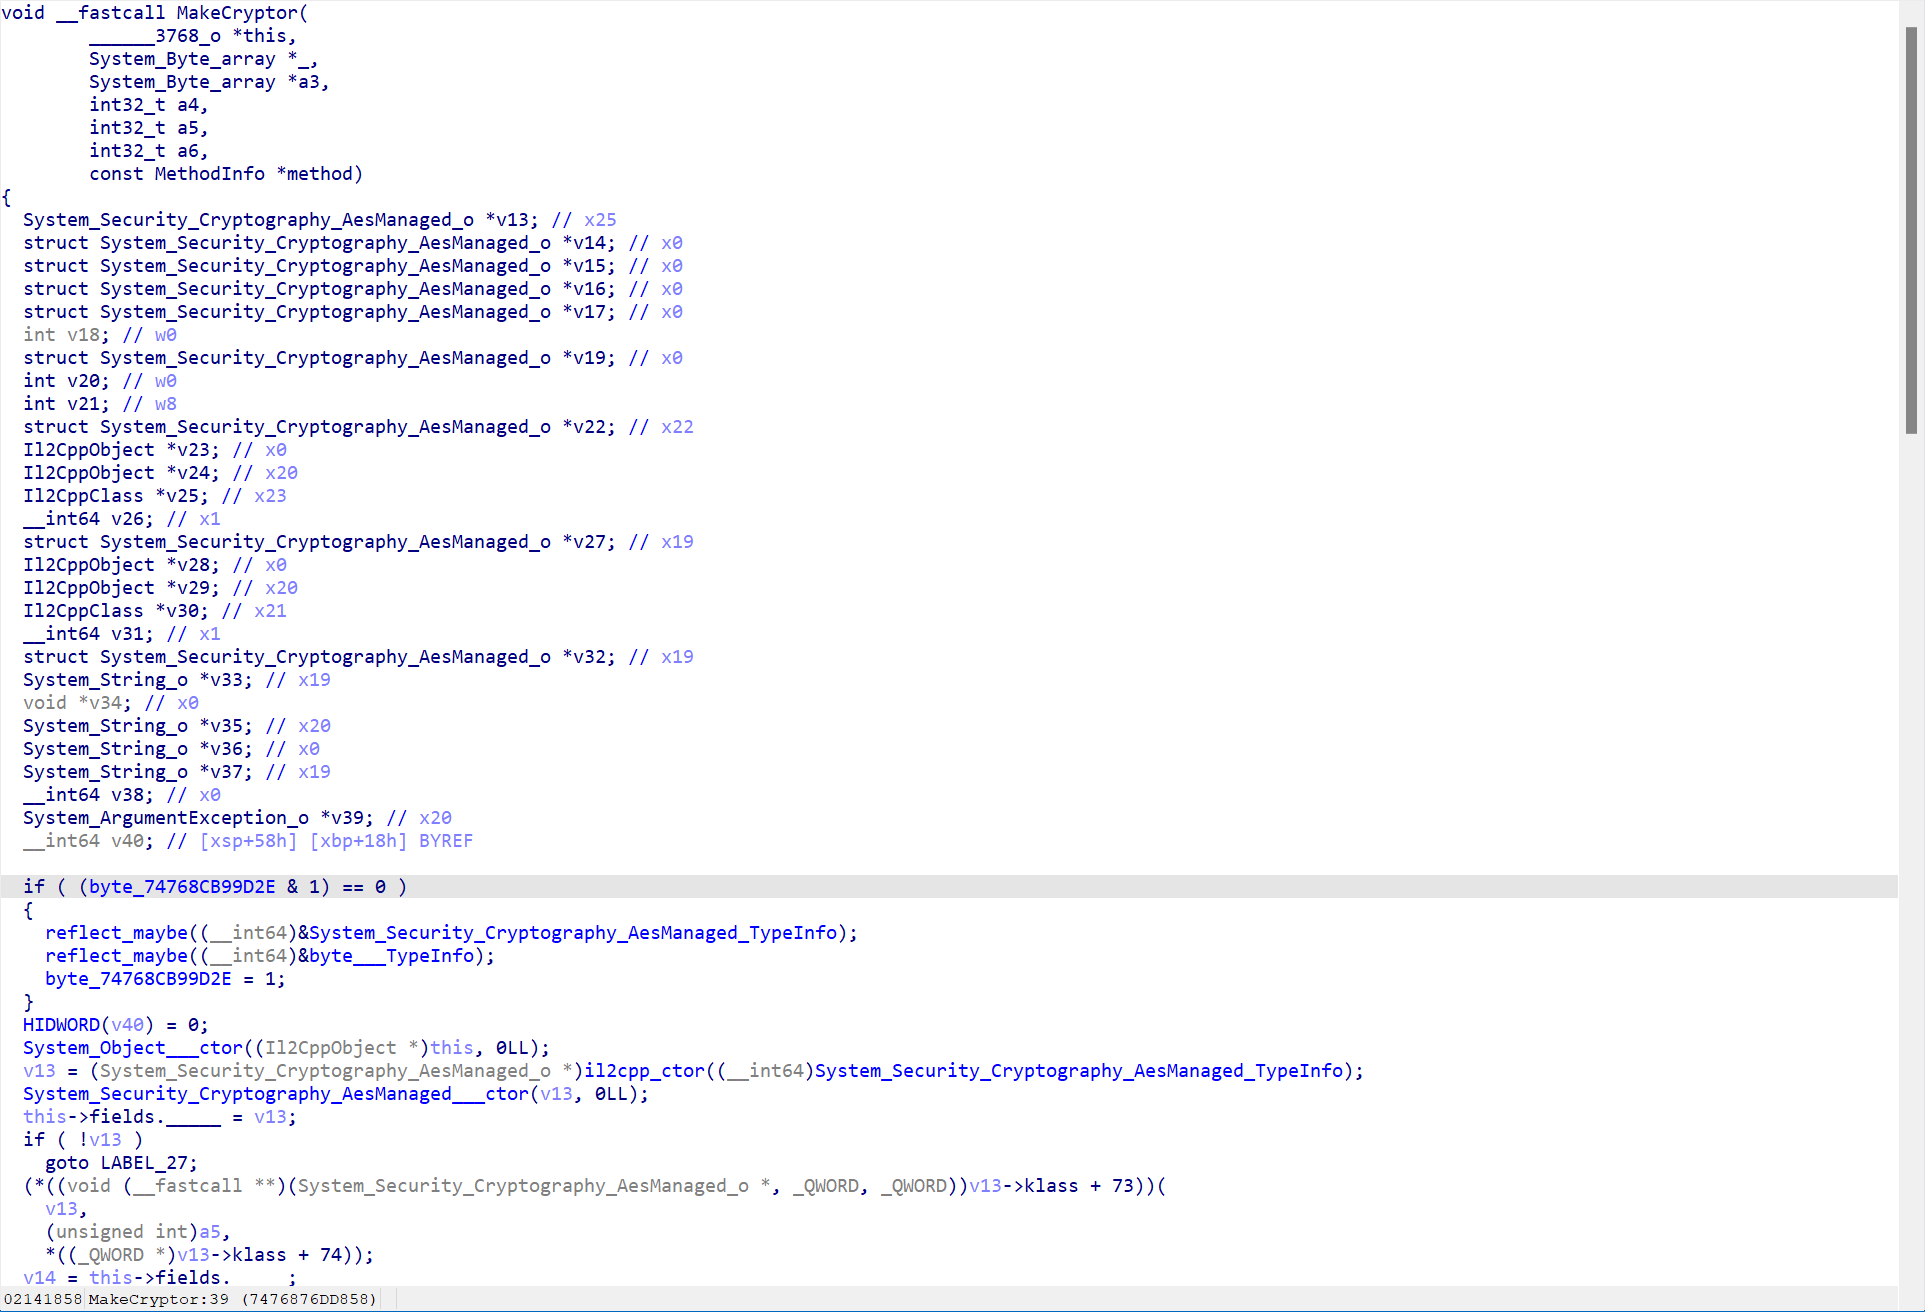 void __fastcall MakeCryptor(
        ______3768_o *this,
        System_Byte_array *_,
        System_Byte_array *a3,
        int32_t a4,
        int32_t a5,
        int32_t a6,
        const MethodInfo *method)
{
  System_Security_Cryptography_AesManaged_o *v13; // x25
  struct System_Security_Cryptography_AesManaged_o *v14; // x0
  struct System_Security_Cryptography_AesManaged_o *v15; // x0
  struct System_Security_Cryptography_AesManaged_o *v16; // x0
  struct System_Security_Cryptography_AesManaged_o *v17; // x0
  int v18; // w0
  struct System_Security_Cryptography_AesManaged_o *v19; // x0
  int v20; // w0
  int v21; // w8
  struct System_Security_Cryptography_AesManaged_o *v22; // x22
  Il2CppObject *v23; // x0
  Il2CppObject *v24; // x20
  Il2CppClass *v25; // x23
  __int64 v26; // x1
  struct System_Security_Cryptography_AesManaged_o *v27; // x19
  Il2CppObject *v28; // x0
  Il2CppObject *v29; // x20
  Il2CppClass *v30; // x21
  __int64 v31; // x1
  struct System_Security_Cryptography_AesManaged_o *v32; // x19
  System_String_o *v33; // x19
  void *v34; // x0
  System_String_o *v35; // x20
  System_String_o *v36; // x0
  System_String_o *v37; // x19
  __int64 v38; // x0
  System_ArgumentException_o *v39; // x20
  __int64 v40; // [xsp+58h] [xbp+18h] BYREF

  if ( (byte_74768CB99D2E & 1) == 0 )
  {
    reflect_maybe((__int64)&System_Security_Cryptography_AesManaged_TypeInfo);
    reflect_maybe((__int64)&byte___TypeInfo);
    byte_74768CB99D2E = 1;
  }
  HIDWORD(v40) = 0;
  System_Object___ctor((Il2CppObject *)this, 0LL);
  v13 = (System_Security_Cryptography_AesManaged_o *)il2cpp_ctor((__int64)System_Security_Cryptography_AesManaged_TypeInfo);
  System_Security_Cryptography_AesManaged___ctor(v13, 0LL);
  this->fields._____ = v13;
  if ( !v13 )
    goto LABEL_27;
  (*((void (__fastcall **)(System_Security_Cryptography_AesManaged_o *, _QWORD, _QWORD))v13->klass + 73))(
    v13,
    (unsigned int)a5,
    *((_QWORD *)v13->klass + 74));
  v14 = this->fields._____;
02141858 MakeCryptor:39 (7476876DD858)